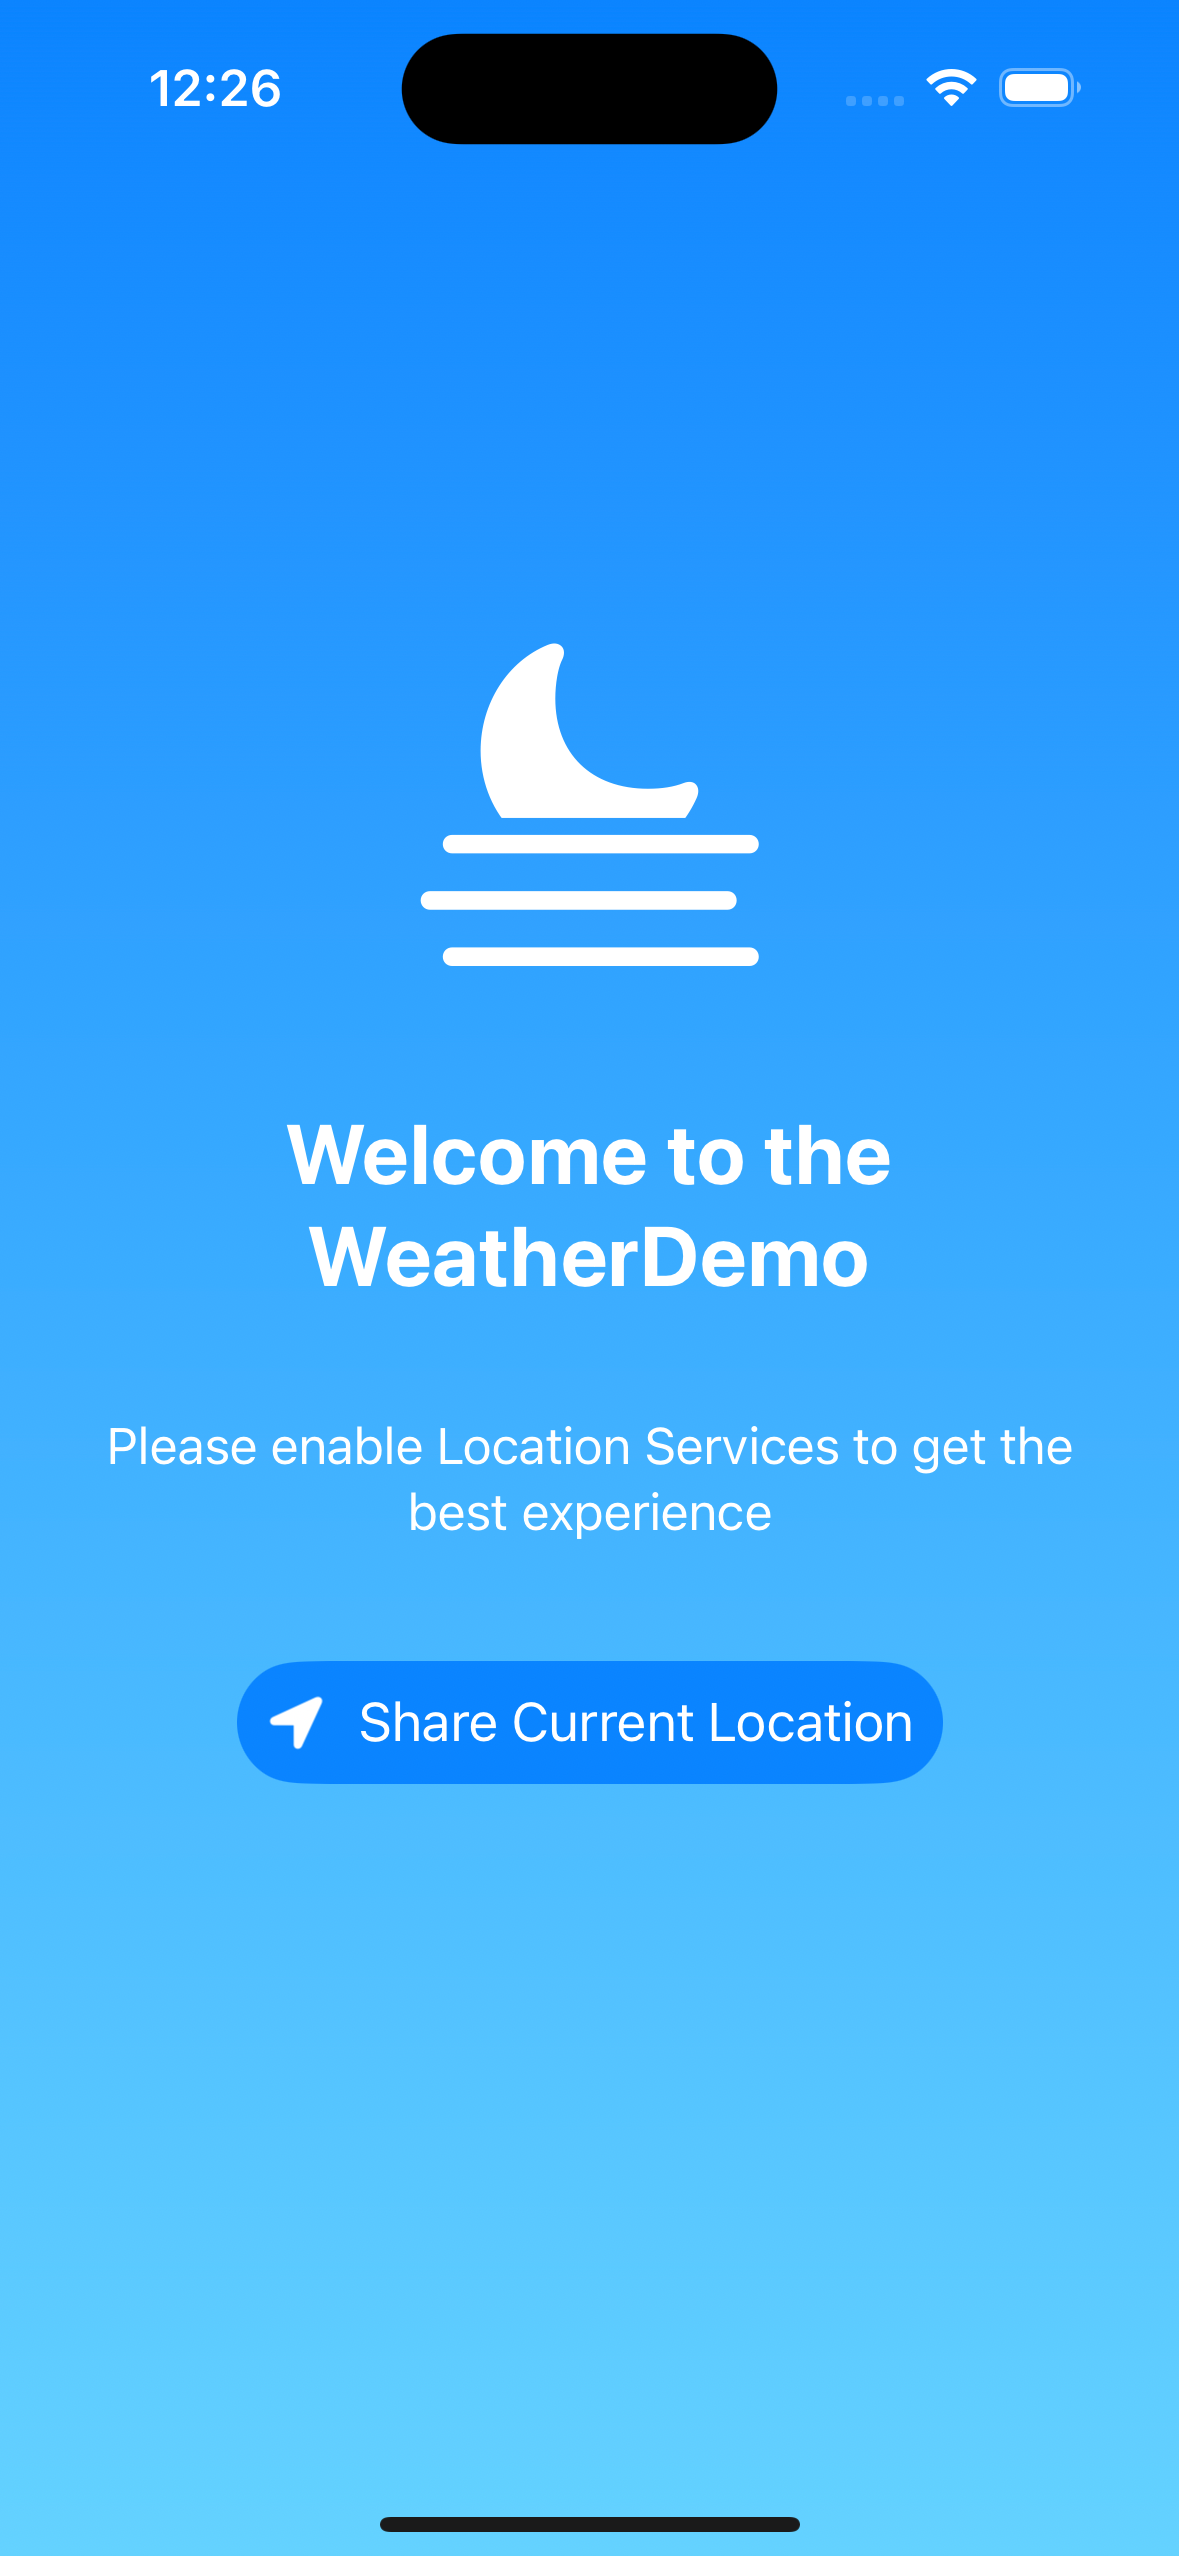 12:26
Welcome to the
WeatherDemo
Please enable Location Services to get the
best experience
Share Current Location